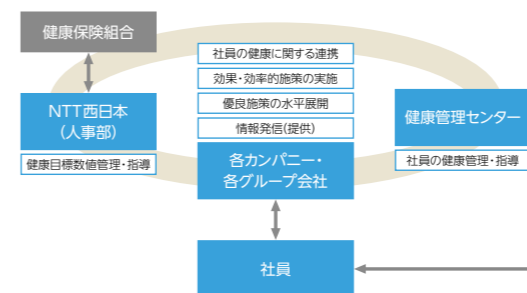 健康保険組合
社員の健康に関する連携
効果・効率的施策の実施
優良施策の水平展開
情報発信(提供)
NTT西日本
(人事部)
健康目標数値管理・指導
各カンパニー・
各グループ会社
健康管理センター
社員の健康管理・指導
社員